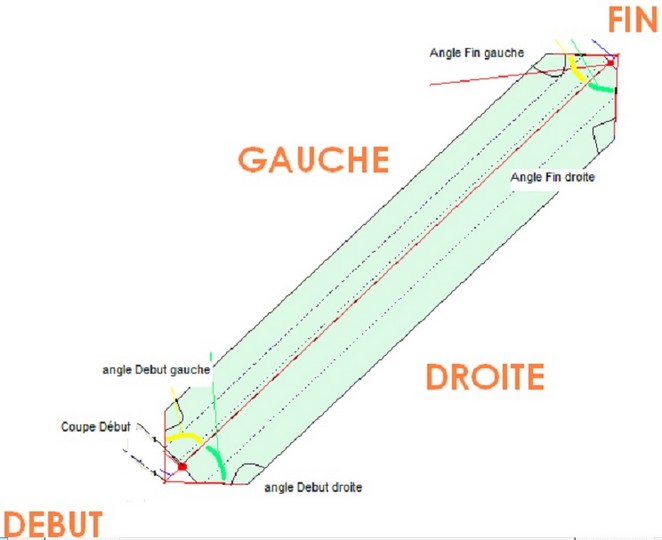 FIN
Angle Fin gauche
GAUCHE
Angle Fin droite
angle Debut gauche
DROITE
Coupe Début
angle Debut droite
DEBUT